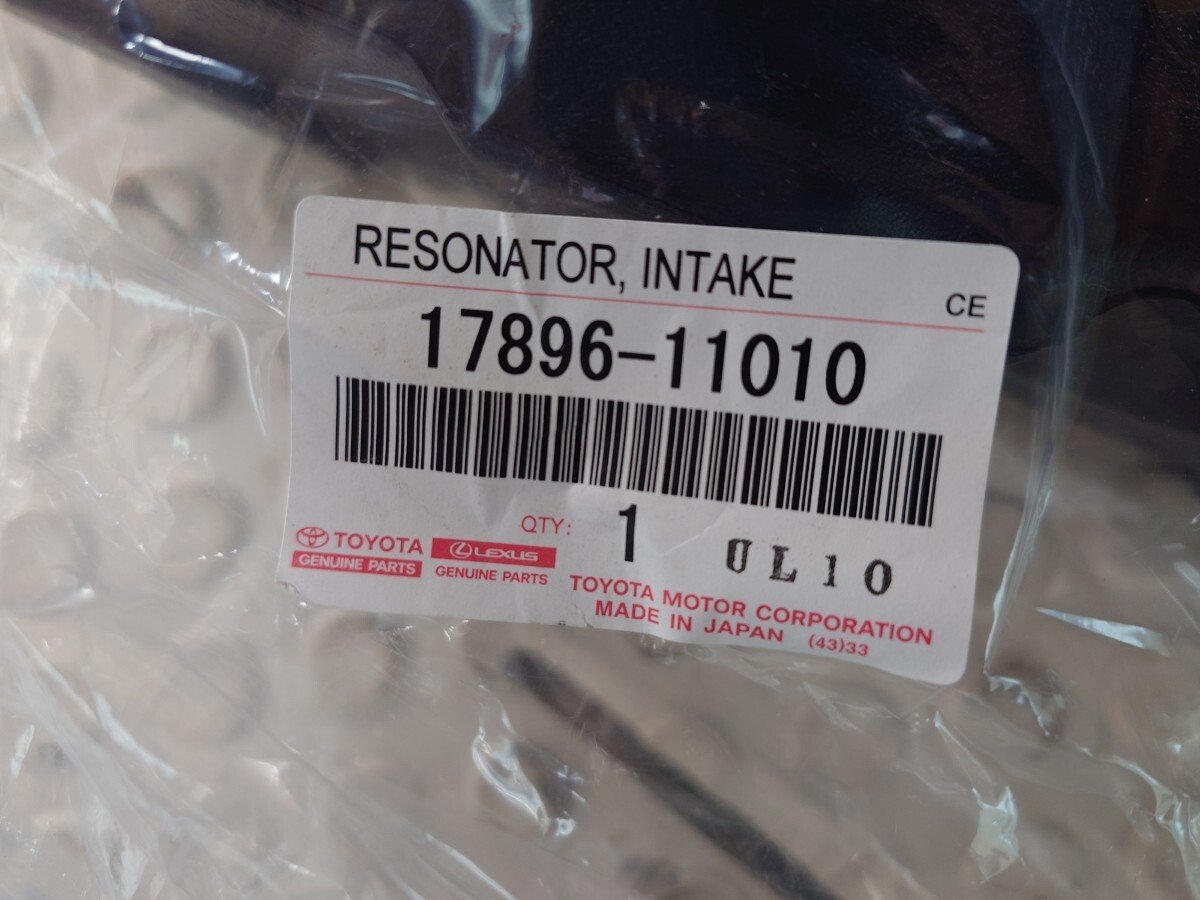 RESONATOR, INTAKE
CE
17896-11010
QTY: 1
UL10
TOYOTA
GENUINE PARTS
LEXUS
GENUINE PARTS
TOYOTA MOTOR CORPORATION
MADE IN JAPAN (43)33